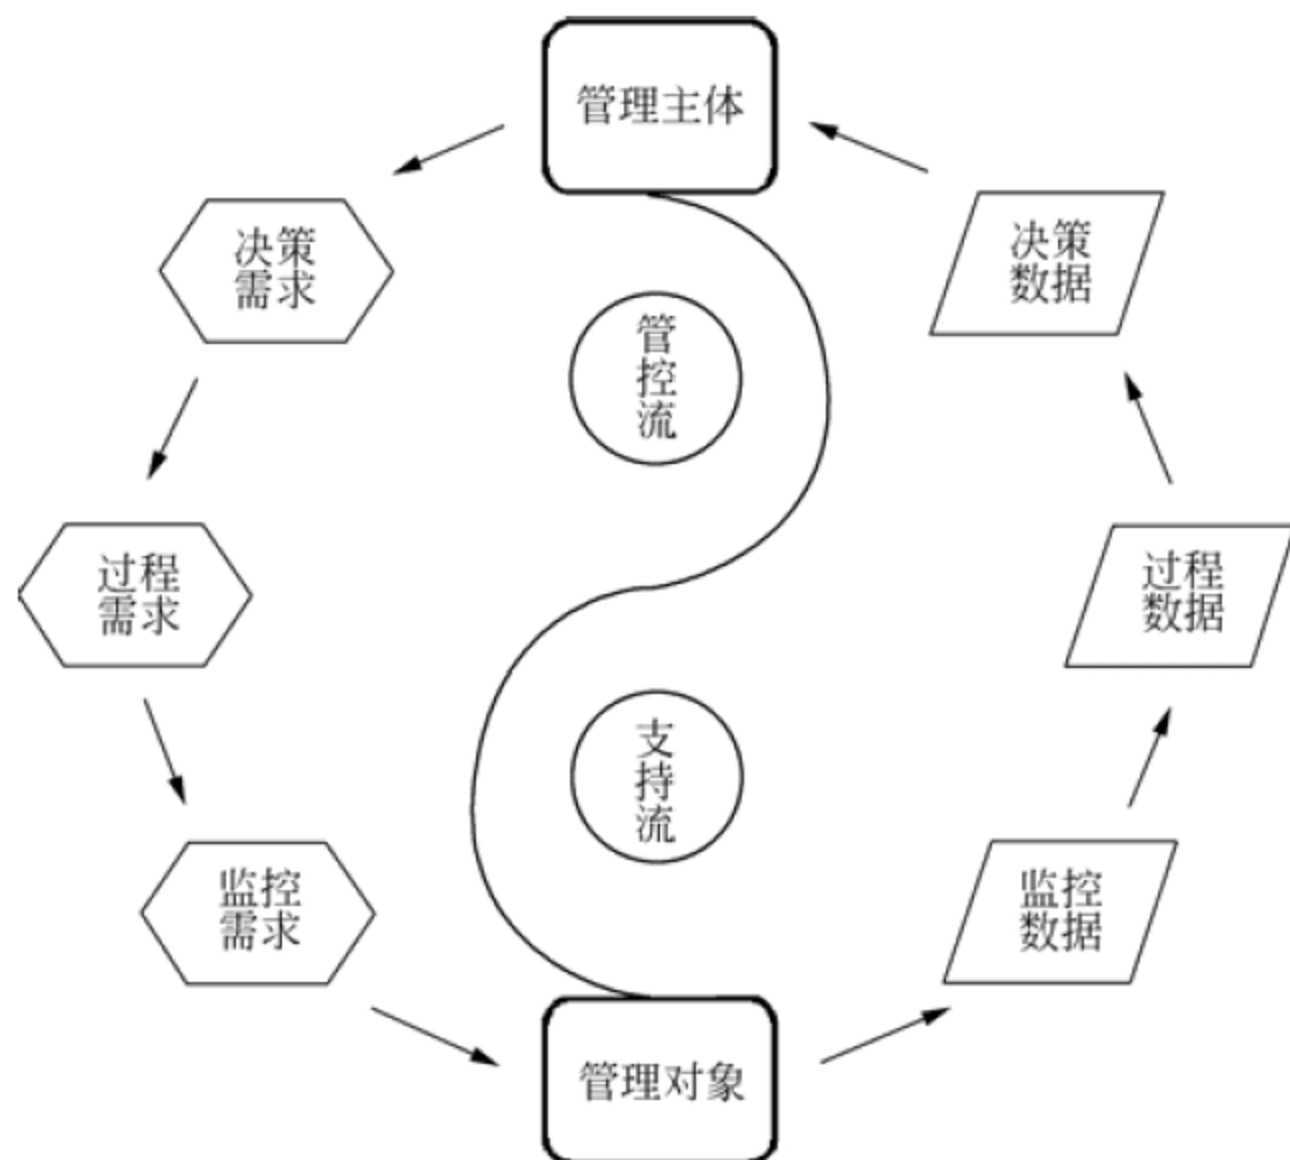 管理主体
决策
需求
决策
数据
管
控
流
过程
需求
过程
数据
支
持
流
监控
需求
监控
数据
管理对象